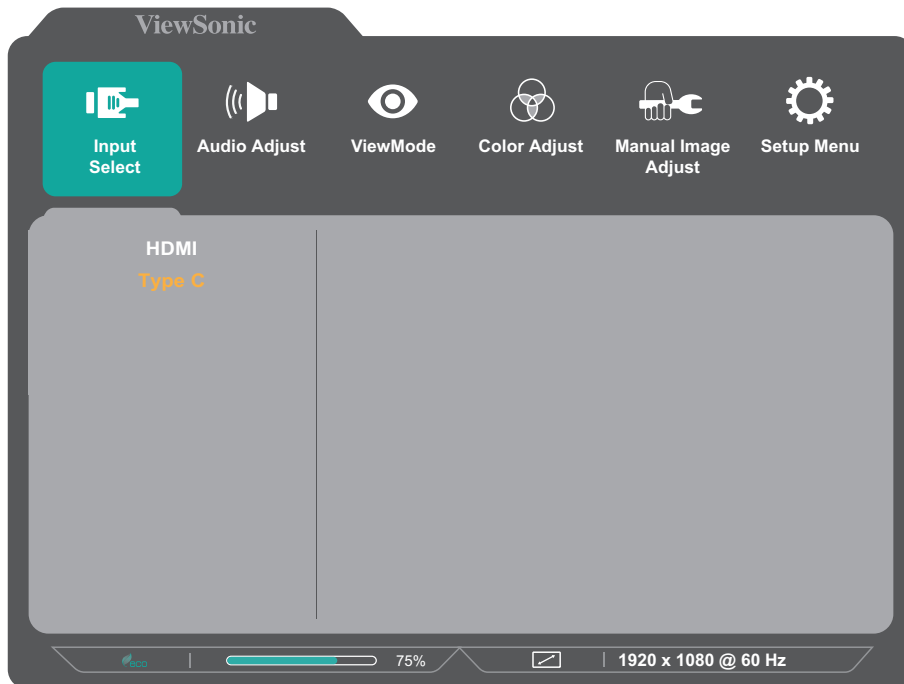 ViewSonic
Input
Select
Audio Adjust
ViewMode
Color Adjust
Manual Image
Adjust
Setup Menu
HDMI
Type C
eco
75%
1920 x 1080 @ 60 Hz